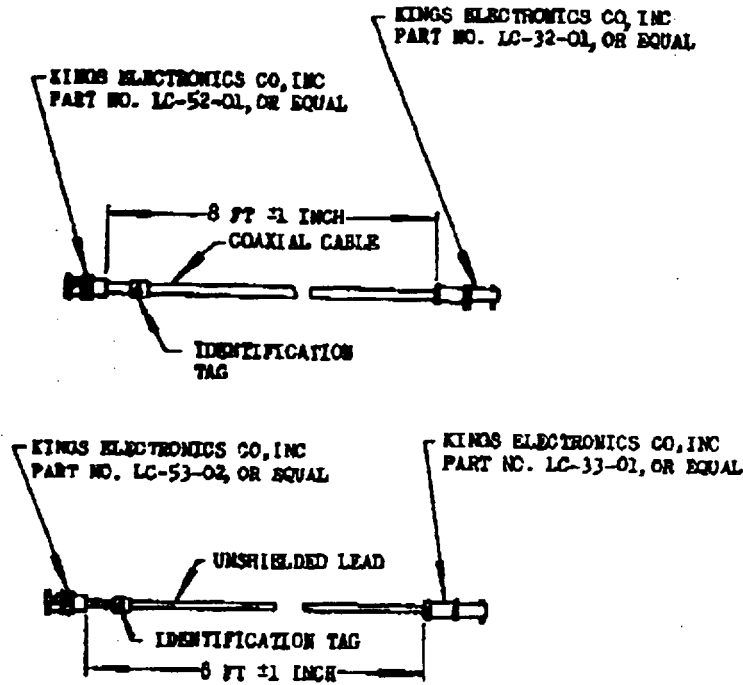 KINGS ELECTRONICS CO, INC
PART NO. LC-32-01, OR EQUAL
KINGS ELECTRONICS CO, INC
PART NO. LC-52-01, OR EQUAL
8 FT ±1 INCH
COAXIAL CABLE
IDENTIFICATION
TAG
KINGS ELECTRONICS CO, INC
PART NO. LC-53-02, OR EQUAL
KINGS ELECTRONICS CO, INC
PART NO. LC-33-01, OR EQUAL
UNSHIELDED LEAD
IDENTIFICATION TAG
8 FT ±1 INCH